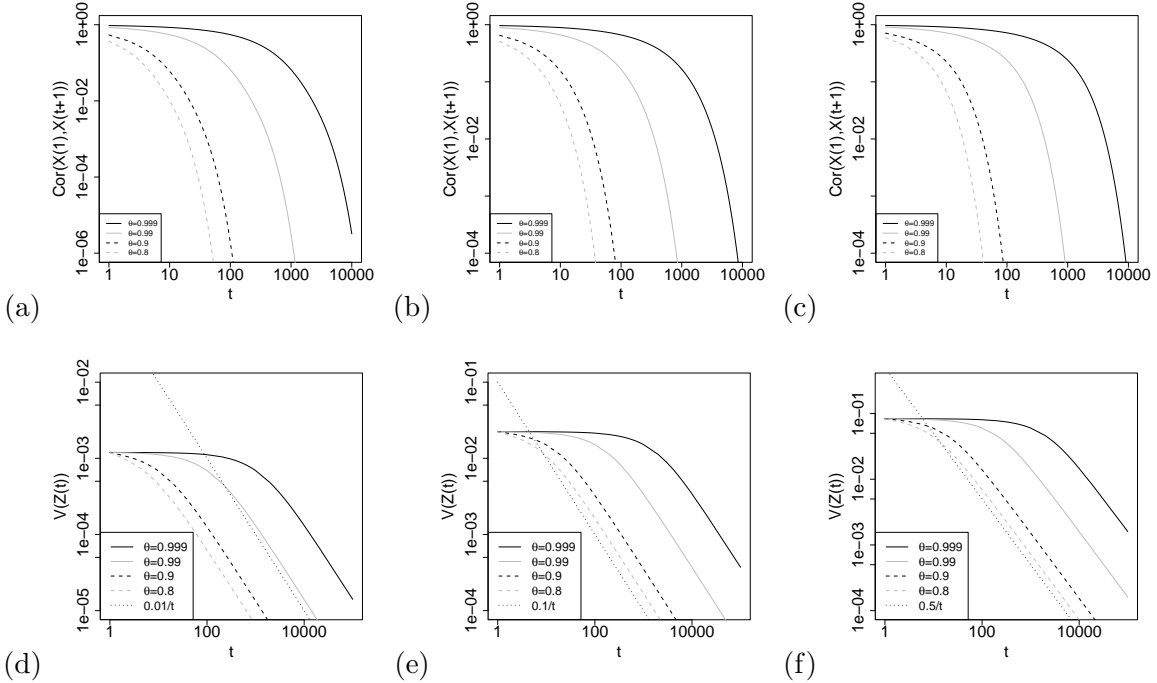 1e+00
1e−02
1e−04
1e−06
Cor(X(1),X(t+1))
θ=0.999
θ=0.99
θ=0.9
θ=0.8
1 10 100 1000 10000
t
(a)
1e+00
1e−02
1e−04
Cor(X(1),X(t+1))
θ=0.999
θ=0.99
θ=0.9
θ=0.8
1 10 100 1000 10000
t
(b)
1e+00
1e−02
1e−04
Cor(X(1),X(t+1))
θ=0.999
θ=0.99
θ=0.9
θ=0.8
1 10 100 1000 10000
t
(c)
1e−02
1e−03
1e−04
1e−05
V(Z(t))
θ=0.999
θ=0.99
θ=0.9
θ=0.8
0.01/t
1 100 10000
t
(d)
1e−01
1e−02
1e−03
1e−04
V(Z(t))
θ=0.999
θ=0.99
θ=0.9
θ=0.8
0.1/t
1 100 10000
t
(e)
1e−01
1e−02
1e−03
1e−04
V(Z(t))
θ=0.999
θ=0.99
θ=0.9
θ=0.8
0.5/t
1 100 10000
t
(f)